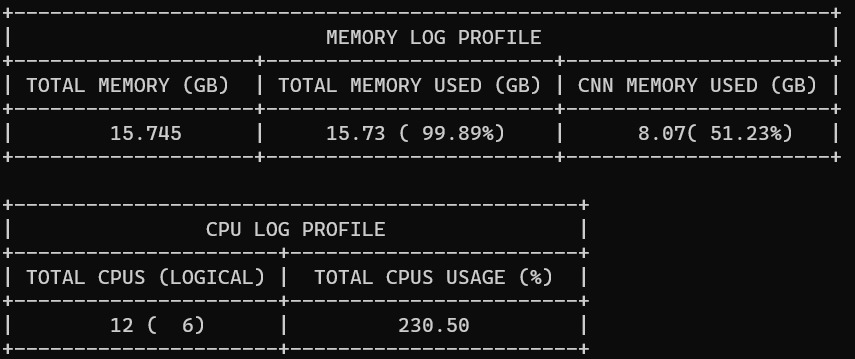 MEMORY LOG PROFILE
TOTAL MEMORY (GB) | TOTAL MEMORY USED (GB) | CNN MEMORY USED (GB)
15.745 | 15.73 ( 99.89%) | 8.07( 51.23%)
CPU LOG PROFILE
TOTAL CPUS (LOGICAL) | TOTAL CPUS USAGE (%)
12 (  6) | 230.50